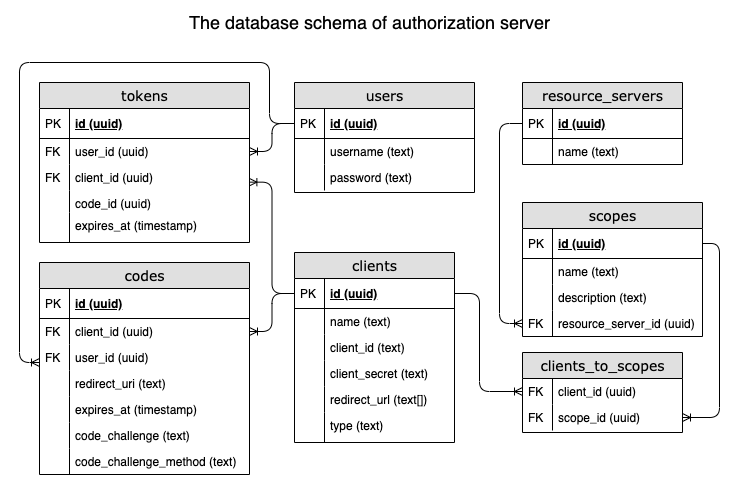 The database schema of authorization server
tokens
PK id (uuid)
FK user_id (uuid)
FK client_id (uuid)
code_id (uuid)
expires_at (timestamp)
users
PK id (uuid)
username (text)
password (text)
resource_servers
PK id (uuid)
name (text)
scopes
PK id (uuid)
name (text)
description (text)
FK resource_server_id (uuid)
codes
PK id (uuid)
FK client_id (uuid)
FK user_id (uuid)
redirect_uri (text)
expires_at (timestamp)
code_challenge (text)
code_challenge_method (text)
clients
PK id (uuid)
name (text)
client_id (text)
client_secret (text)
redirect_url (text[])
type (text)
clients_to_scopes
FK client_id (uuid)
FK scope_id (uuid)